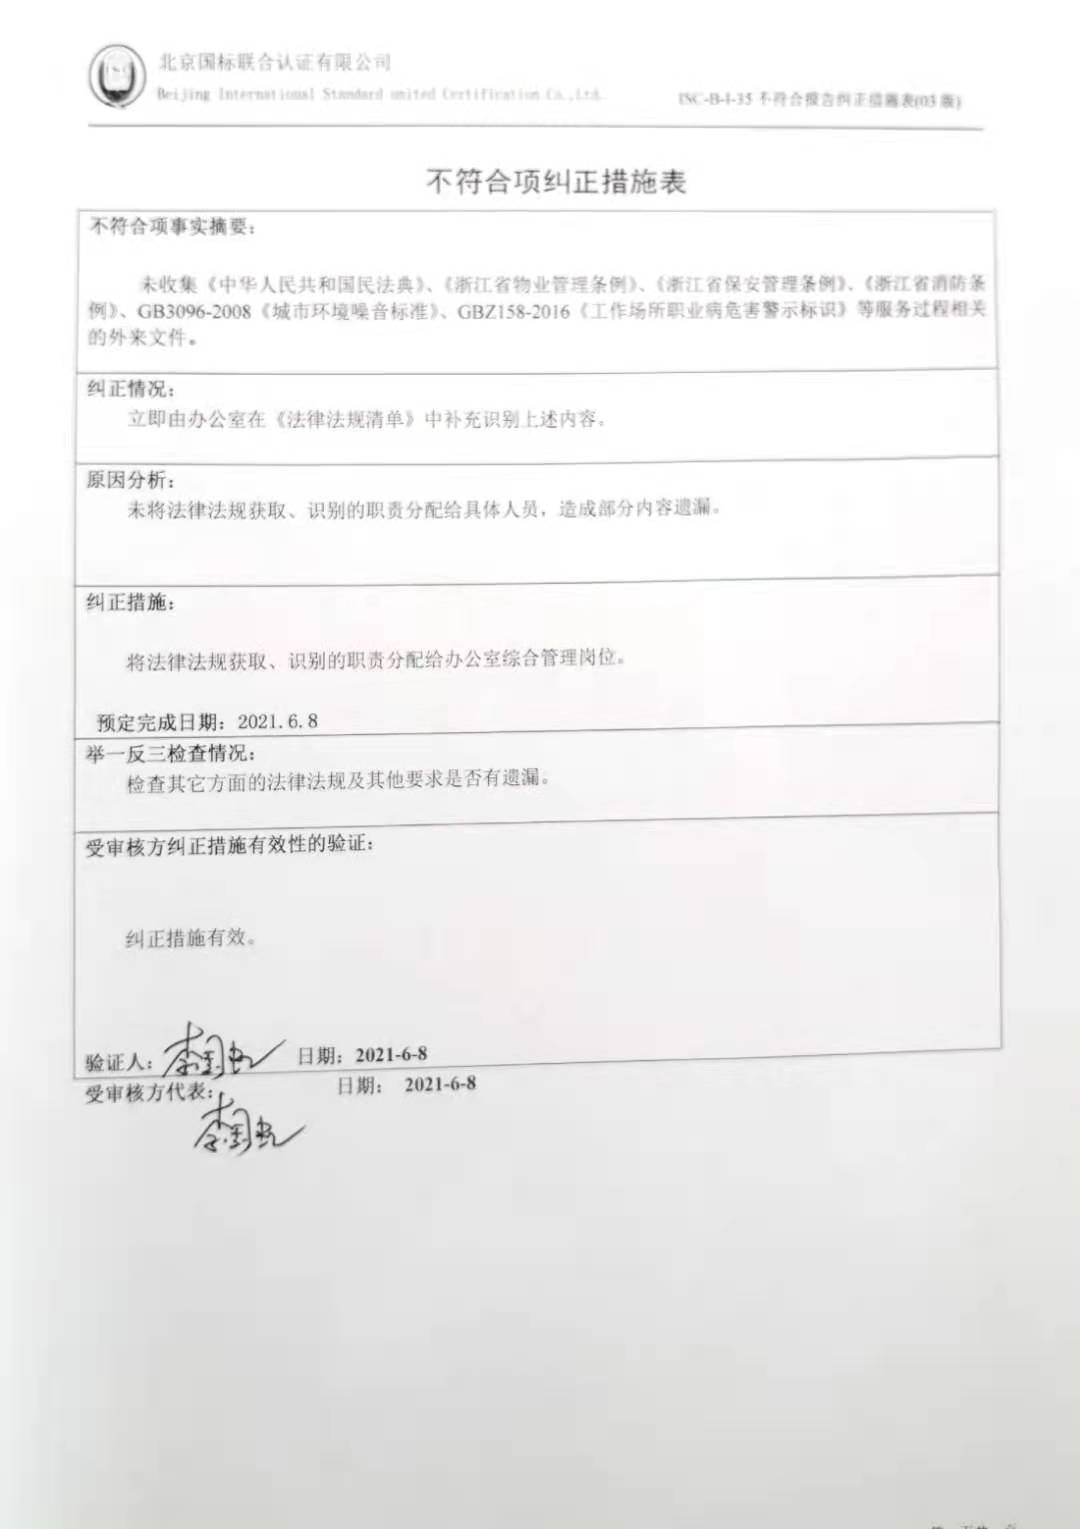 北京国标联合认证有限公司
Beijing International Standard united Certification Co.,Ltd.
ISC-B-I-35 不符合报告纠正措施表(03 版)
不符合项纠正措施表
不符合项事实摘要：
未收集《中华人民共和国民法典》、《浙江省物业管理条例》、《浙江省保安管理条例》、《浙江省消防条
例》、GB3096-2008《城市环境噪音标准》、GBZ158-2016《工作场所职业病危害警示标识》等服务过程相关
的外来文件。
纠正情况：
立即由办公室在《法律法规清单》中补充识别上述内容。
原因分析：
未将法律法规获取、识别的职责分配给具体人员，造成部分内容遗漏。
纠正措施：
将法律法规获取、识别的职责分配给办公室综合管理岗位。
预定完成日期：2021.6.8
举一反三检查情况：
检查其它方面的法律法规及其他要求是否有遗漏。
受审核方纠正措施有效性的验证：
纠正措施有效。
验证人： 日期：2021-6-8
受审核方代表： 日期： 2021-6-8